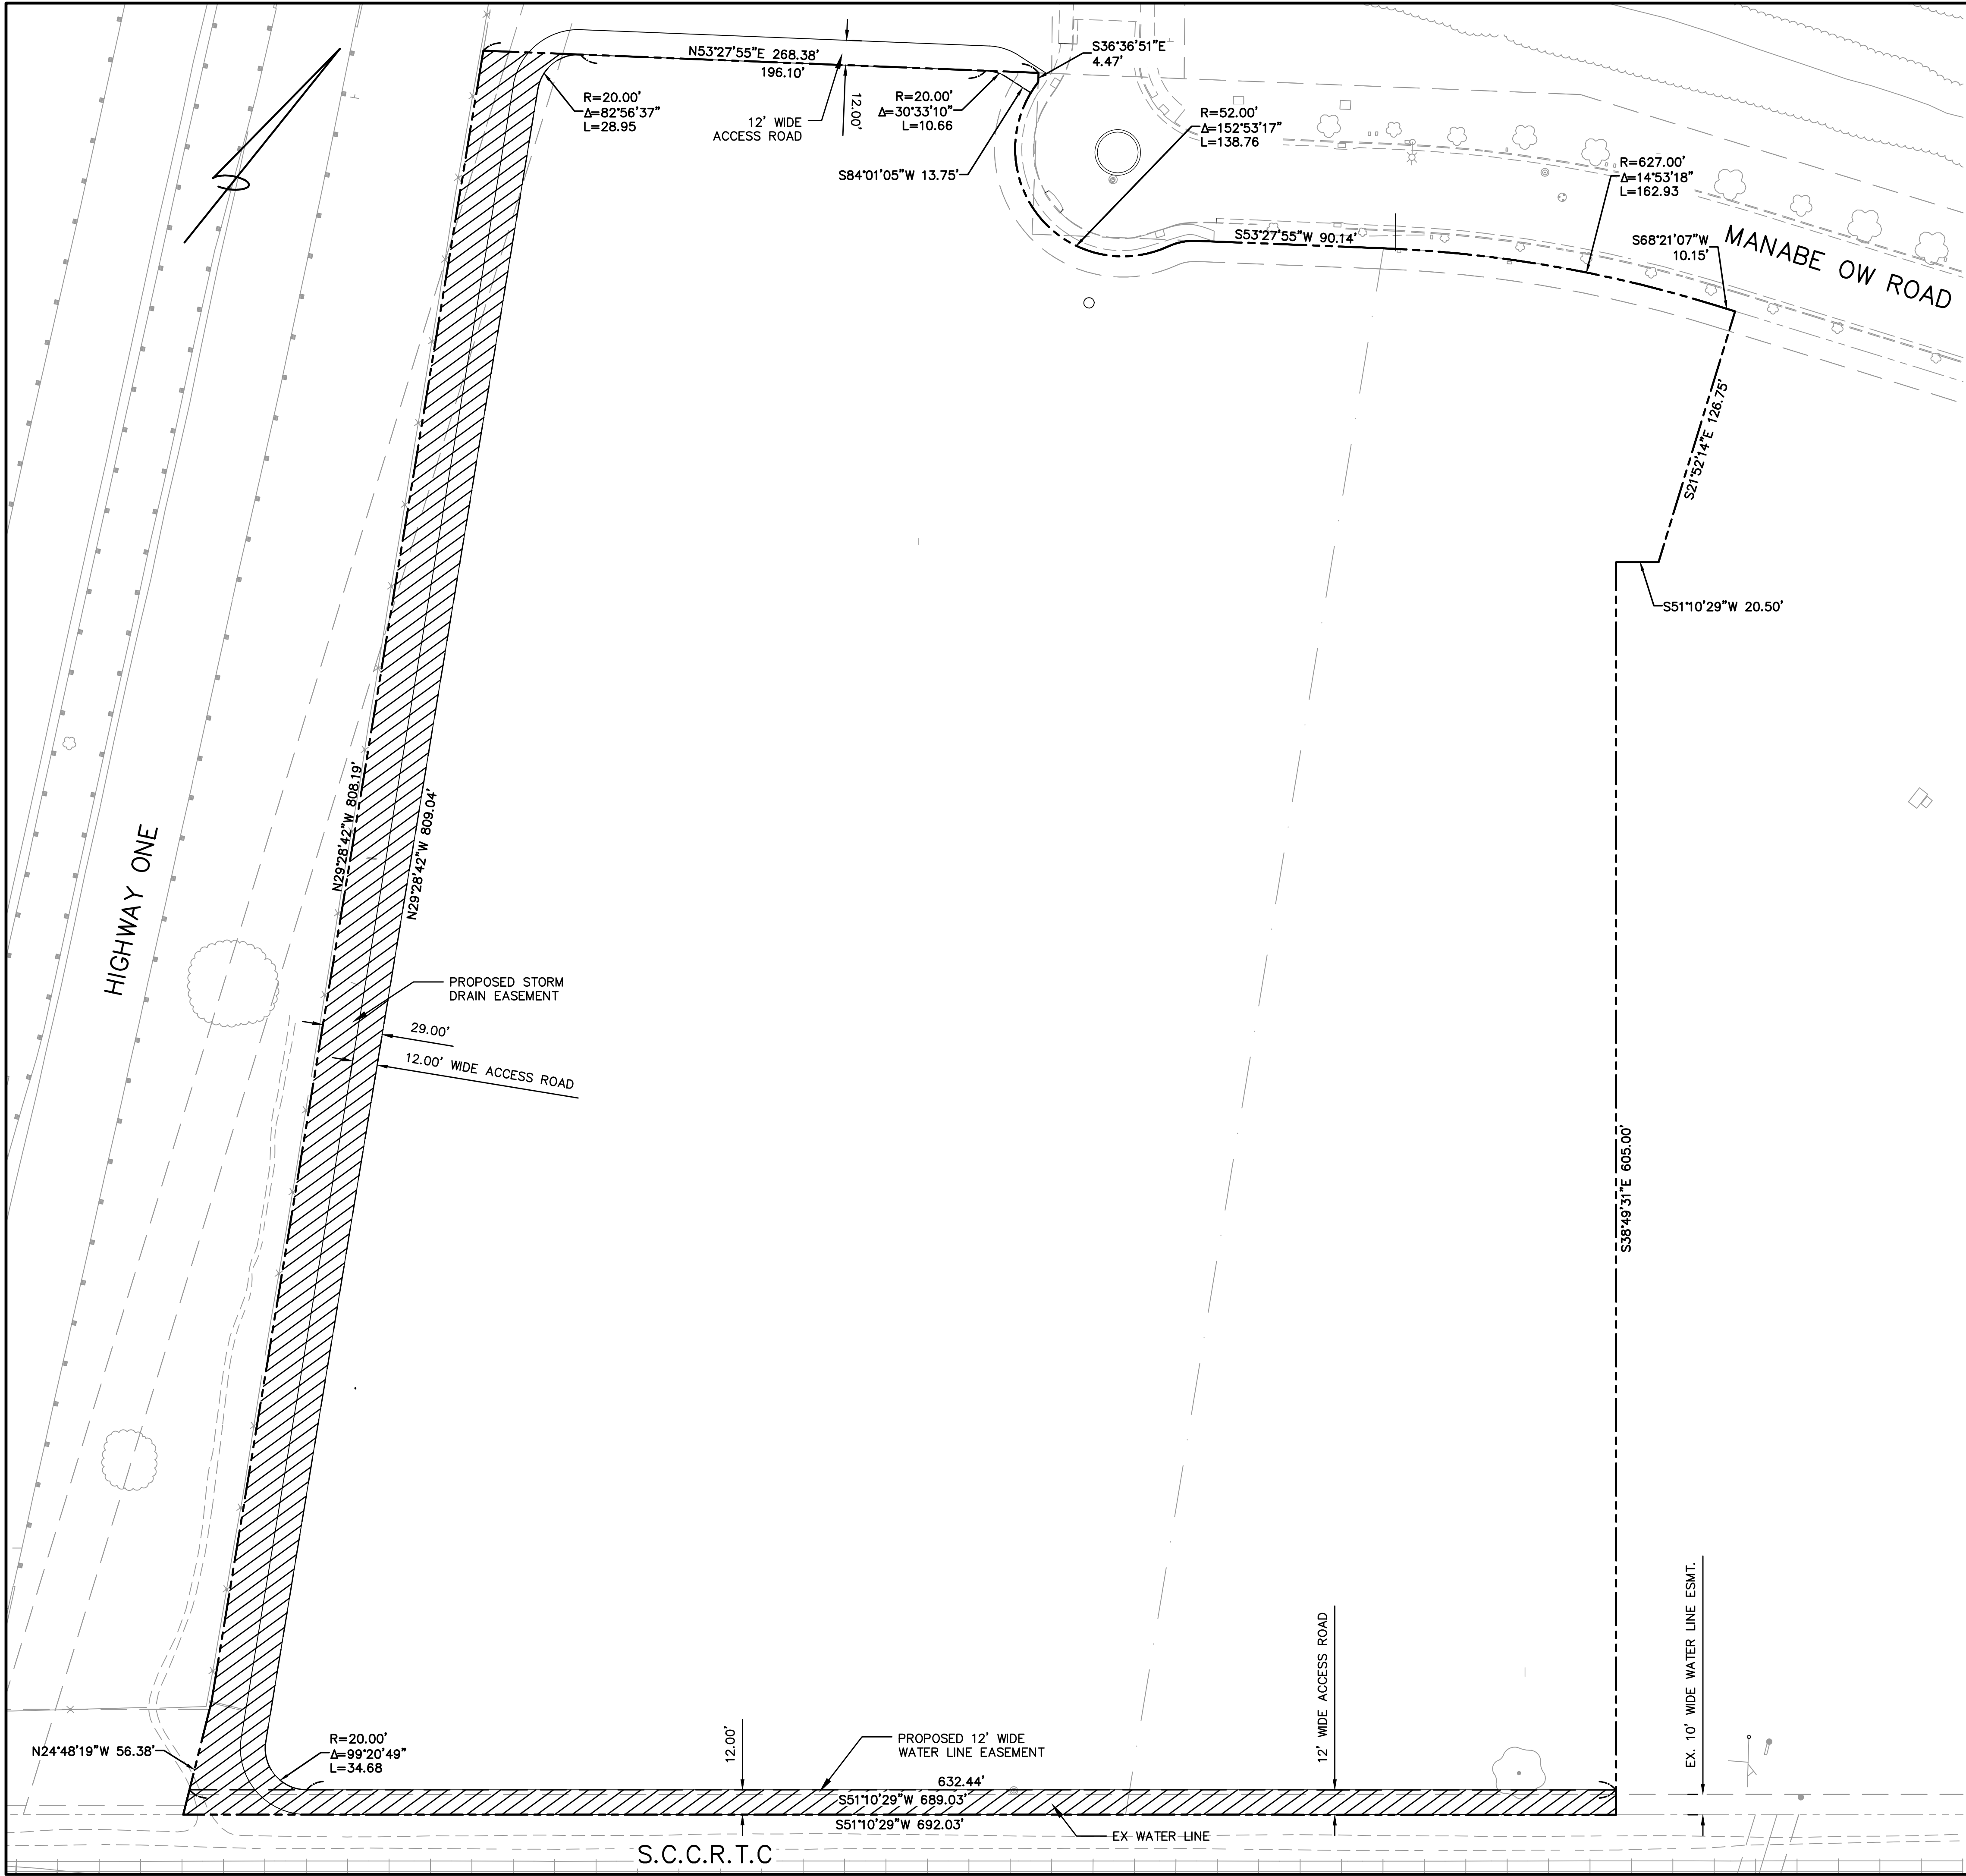 N53°27'55"E 268.38'
196.10'
S36°36'51"E
4.47'
R=20.00'
Δ=82°56'37"
L=28.95
12' WIDE
ACCESS ROAD
12.00'
R=20.00'
Δ=30°33'10"
L=10.66
S84°01'05"W 13.75'
R=52.00'
Δ=152°53'17"
L=138.76
R=627.00'
Δ=14°53'18"
L=162.93
S53°27'55"W 90.14'
S68°21'07"W
10.15'
MANABE OW ROAD
S21°52'14"E 126.75'
S51°10'29"W 20.50'
N29°28'42"W 808.19'
N29°28'42"W 809.04'
HIGHWAY ONE
PROPOSED STORM
DRAIN EASEMENT
29.00'
12.00' WIDE ACCESS ROAD
S38°49'31"E 605.00'
N24°48'19"W 56.38'
R=20.00'
Δ=99°20'49"
L=34.68
12.00'
PROPOSED 12' WIDE
WATER LINE EASEMENT
12' WIDE ACCESS ROAD
EX. 10' WIDE WATER LINE ESMT.
632.44'
S51°10'29"W 689.03'
S51°10'29"W 692.03'
EX WATER LINE
S.C.C.R.T.C